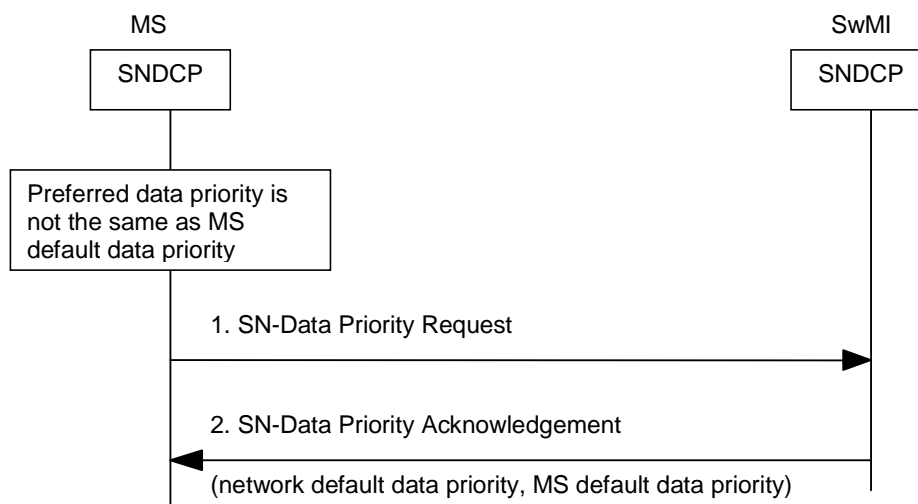 MS
SwMI
SNDCP
SNDCP
Preferred data priority is
not the same as MS
default data priority
1. SN-Data Priority Request
2. SN-Data Priority Acknowledgement
(network default data priority, MS default data priority)